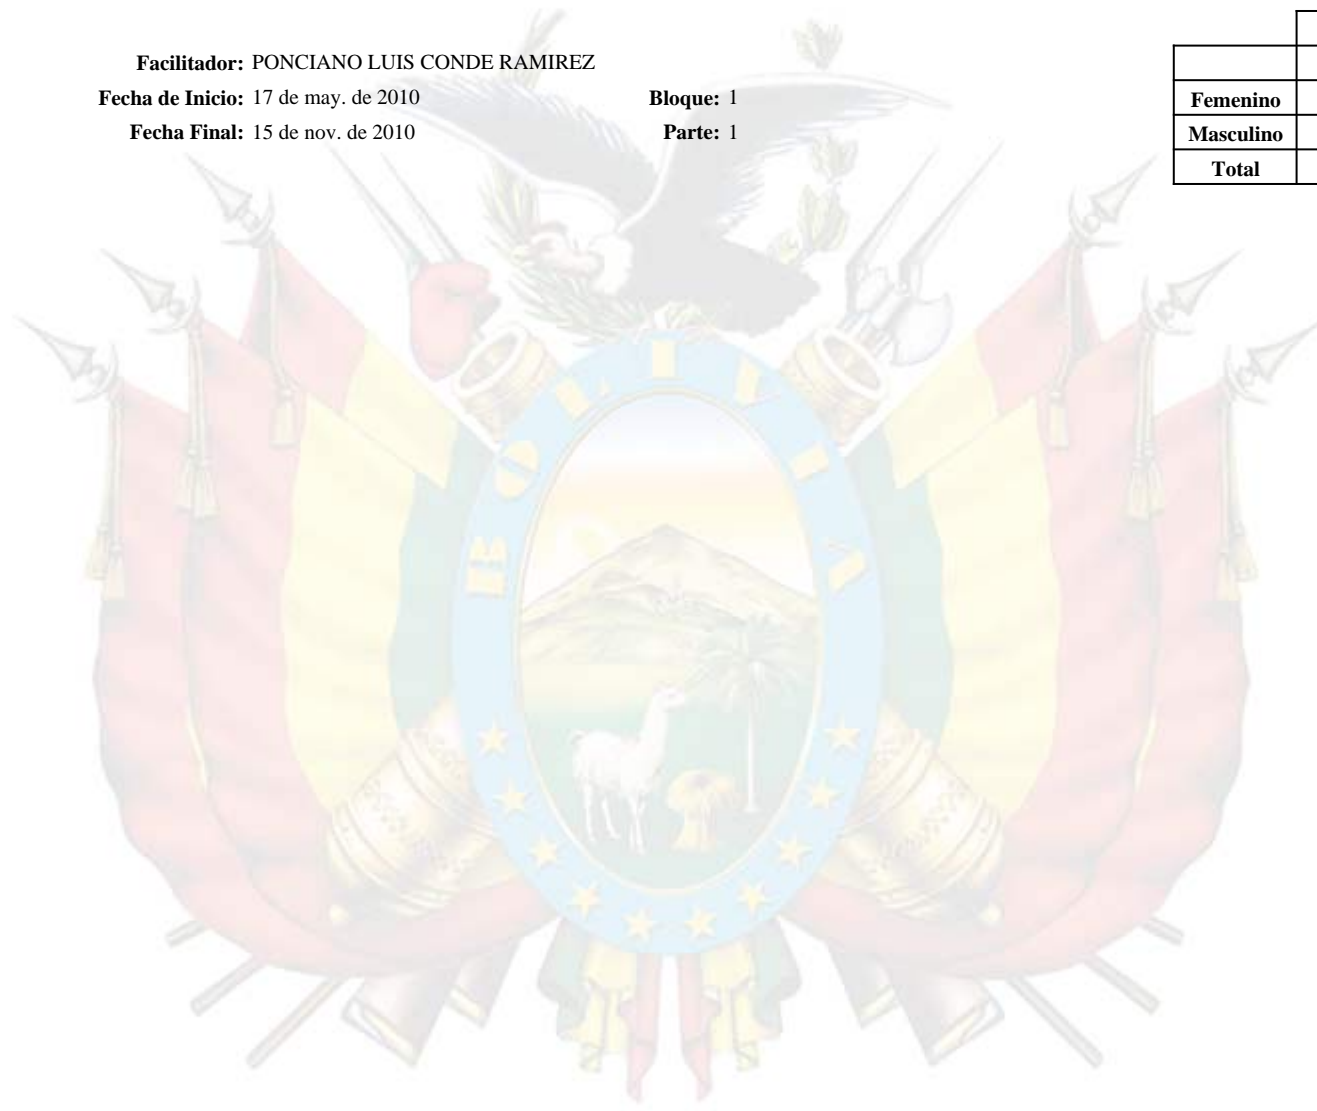 Facilitador: PONCIANO LUIS CONDE RAMIREZ
Fecha de Inicio: 17 de may. de 2010 Bloque: 1
Fecha Final: 15 de nov. de 2010 Parte: 1
Femenino
Masculino
Total
BOLIVIA